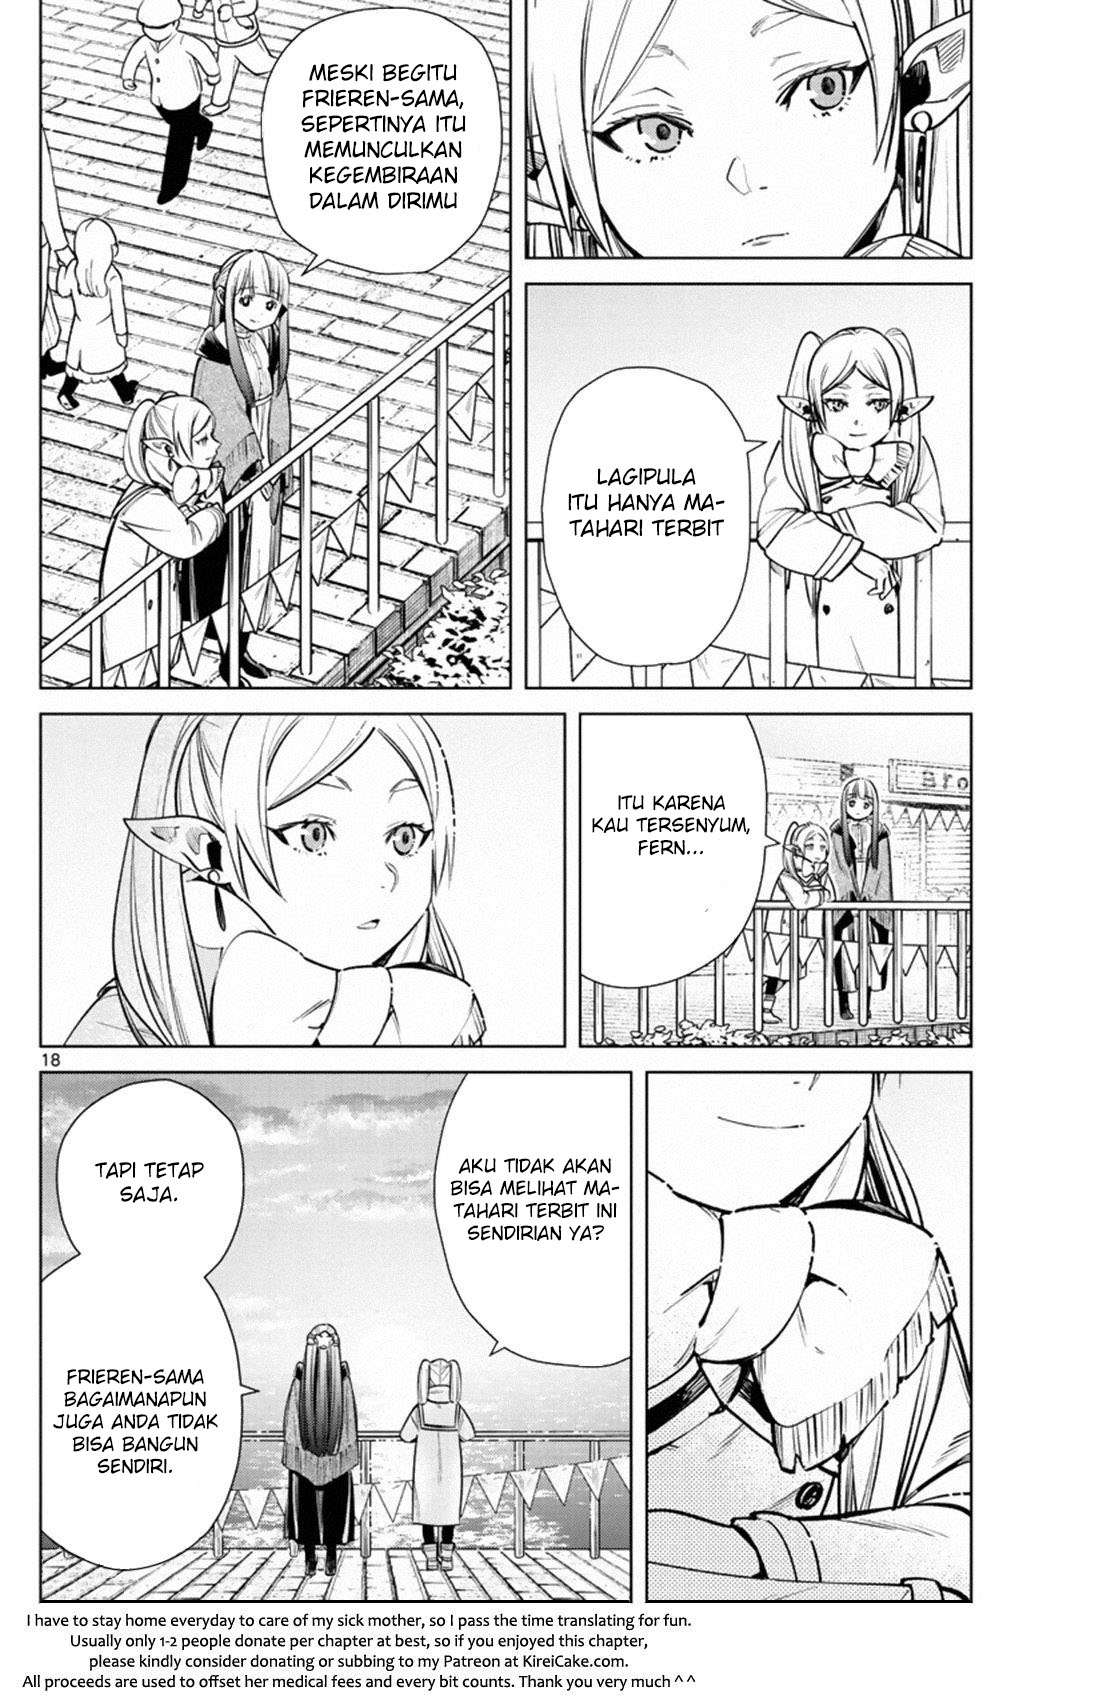 LAGIPULA
ITU HANYA MA-
TAHARI TERBIT
MESKI BEGITU
FRIEREN-SAMA,
SEPERTINYA ITU
MEMUNCULKAN
KEGEMBIRAAN
DALAM DIRIMU
ITU KARENA
KAU TERSENYUM,
FERN...
Aro
18
AKU TIDAK AKAN
BISA MELIHAT MA-
TAHARI TERBIT INI
SENDIRIAN YA?
TAPI TETAP
SAJA.
FRIEREN-SAMA
BAGAIMANAPUN
JUGA ANDA TIDAK
BISA BANGUN
SENDIRI.
I have to stay home everyday to care of my sick mother, so I pass the time translating for fun.
Usually only 1-2 people donate per chapter at best, so if you enjoyed this chapter,
please kindly consider donating or subbing to my Patreon at KireiCake.com.
All proceeds are used to offset her medical fees and every bit counts. Thank you very much ^ ^